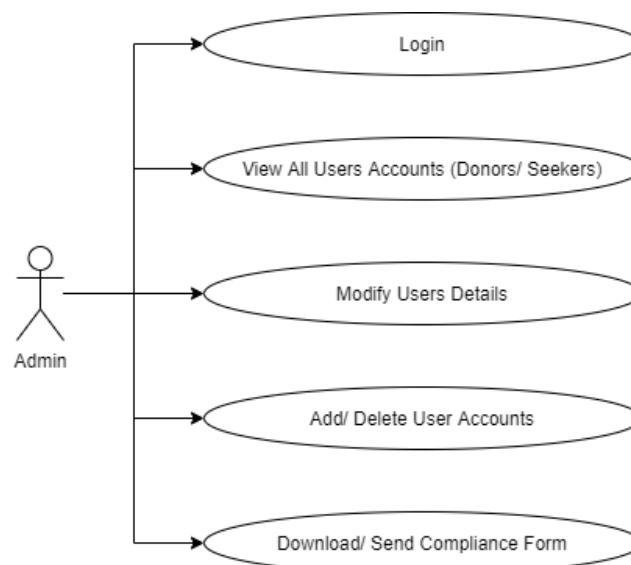 Login
View All Users Accounts (Donors/ Seekers)
Modify Users Details
Admin
Add/ Delete User Accounts
Download/ Send Compliance Form